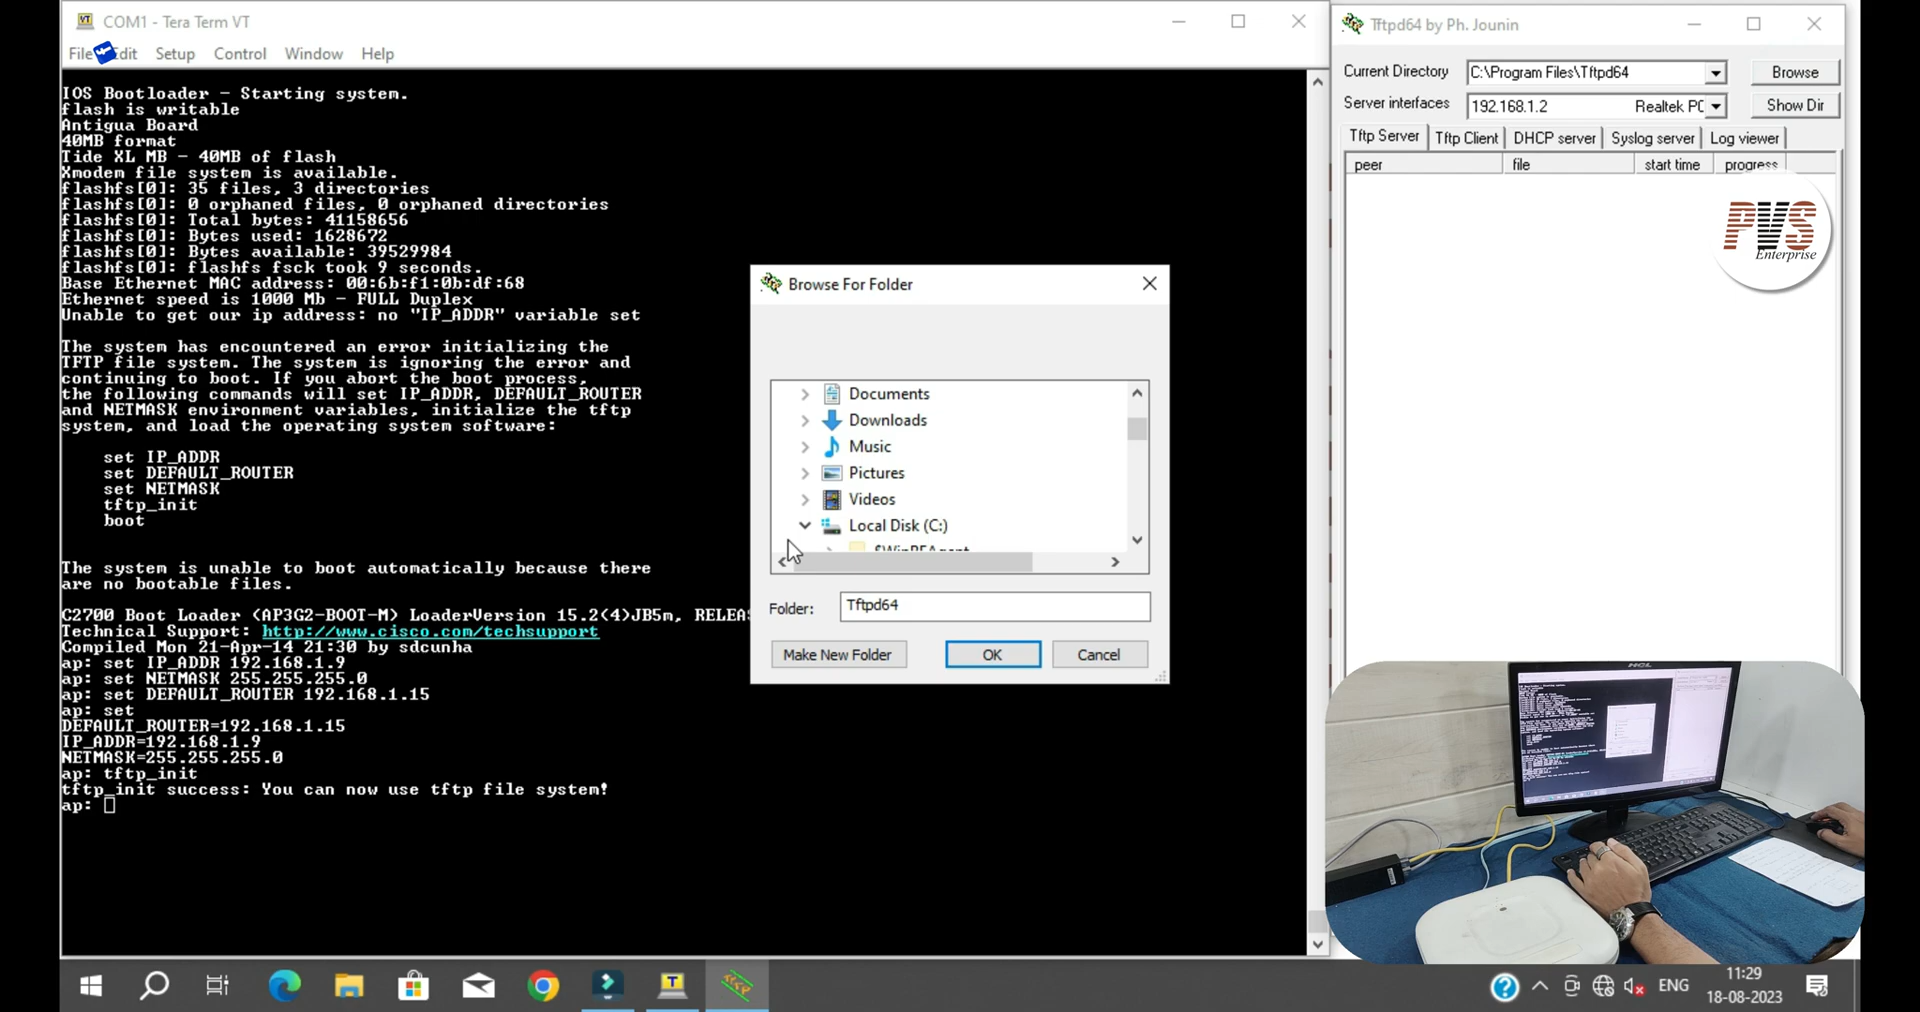 COM1 - Tera Term VT
File Edit Setup Control Window Help
IOS Bootloader - Starting system.
flash is writable
Antigua Board
40MB format
Tide XL MB - 40MB of flash
Xmodem file system is available.
flashfs[0]: 35 files, 3 directories
flashfs[0]: 0 orphaned files, 0 orphaned directories
flashfs[0]: Total bytes: 41158656
flashfs[0]: Bytes used: 1628672
flashfs[0]: Bytes available: 39529984
flashfs[0]: flashfs fsck took 9 seconds.
Base Ethernet MAC address: 00:6b:f1:0b:df:68
Ethernet speed is 1000 Mb - FULL Duplex
Unable to get our ip address: no "IP_ADDR" variable set
The system has encountered an error initializing the
TFTP file system. The system is ignoring the error and
continuing to boot. If you abort the boot process,
the following commands will set IP_ADDR, DEFAULT_ROUTER
and NETMASK environment variables, initialize the tftp
system, and load the operating system software:
set IP_ADDR
set DEFAULT_ROUTER
set NETMASK
tftp_init
boot
The system is unable to boot automatically because there
are no bootable files.
C2700 Boot Loader (AP3G2-BOOT-M) LoaderVersion 15.2(4)JB5m, RELEAS
Technical Support: http://www.cisco.com/techsupport
Compiled Mon 21-Apr-14 21:30 by sdcunha
ap: set IP_ADDR 192.168.1.9
ap: set NETMASK 255.255.255.0
ap: set DEFAULT_ROUTER 192.168.1.15
ap: set
DEFAULT_ROUTER=192.168.1.15
IP_ADDR=192.168.1.9
NETMASK=255.255.255.0
ap: tftp_init
tftp_init success: You can now use tftp file system!
ap:
Browse For Folder
Documents
Downloads
Music
Pictures
Videos
Local Disk (C:)
$WinREAgent
Folder: Tftpd64
Make New Folder OK Cancel
Tftpd64 by Ph. Jounin
Current Directory C:\Program Files\Tftpd64 Browse
Server interfaces 192.168.1.2 Realtek PC Show Dir
Tftp Server Tftp Client DHCP server Syslog server Log viewer
peer file start time progress
PVS
Enterprise
HCL
ENG
11:29
18-08-2023